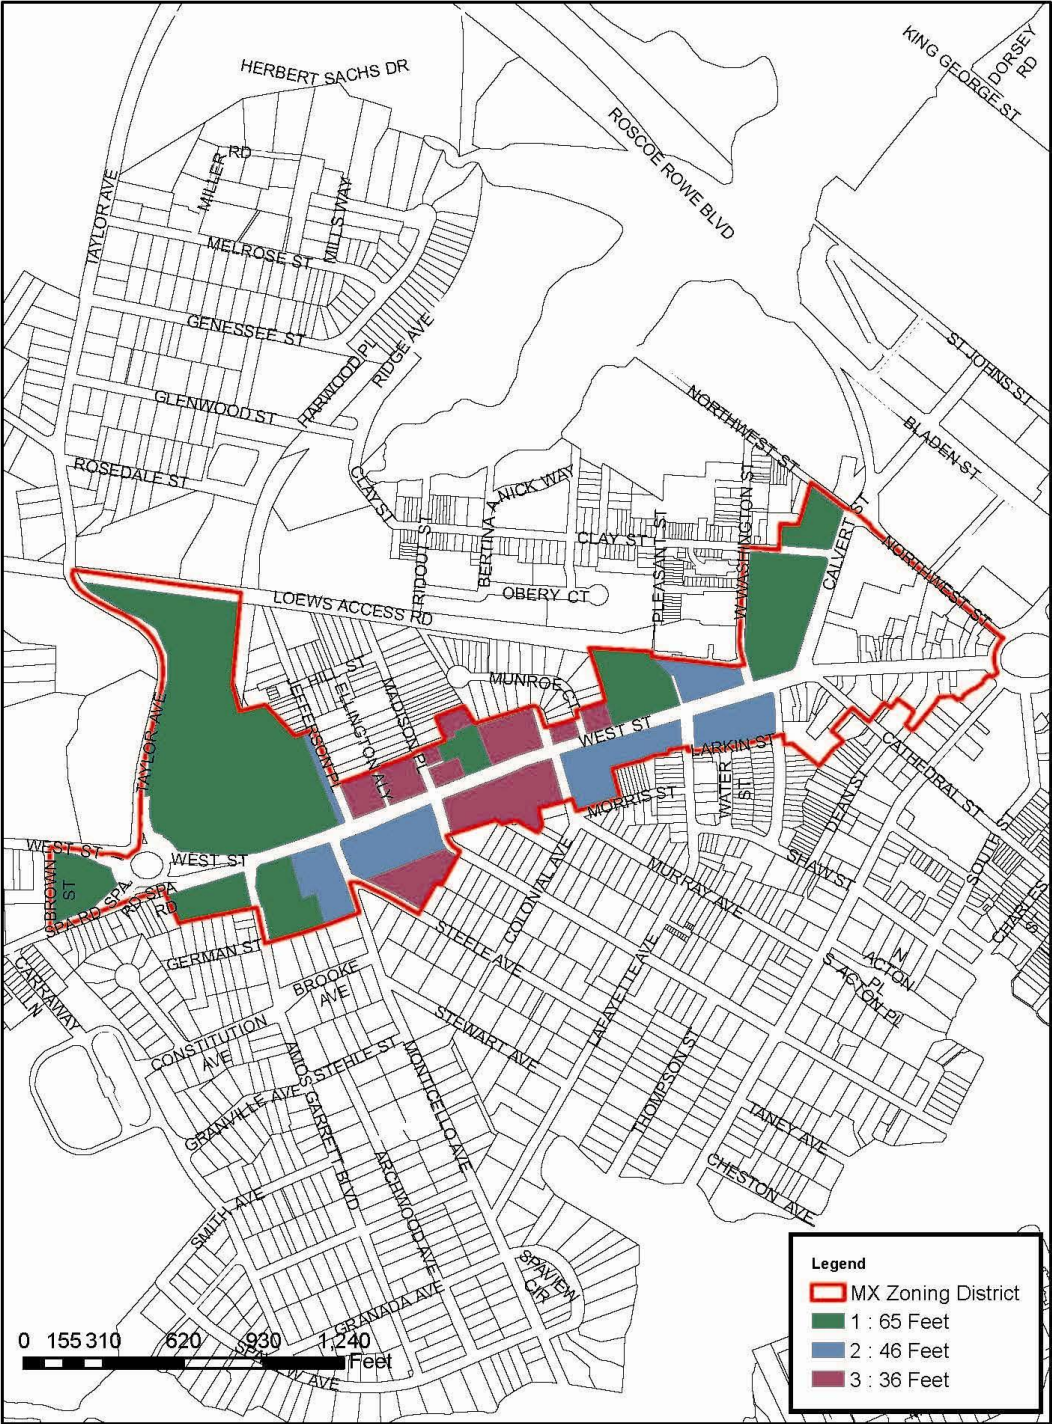 KING GEORGE ST
DORSEY
RD
HERBERT SACHS DR
ROSCOE ROWE BLVD
MILLER
RD
MILLS WAY
TAYLOR AVE
MELROSE ST
GENESSEE ST
HARWOOD PL
RIDGE AVE
ST JOHNS ST
GLENWOOD ST
NORTHWEST ST
BLADEN ST
ROSEDALE ST
CLAY ST
NICK WAY
BERTINA A
RIDOUT ST
CLAY ST
PLEASANT ST
W WASHINGTON ST
CALVERT ST
NORTHWEST ST
OBERY CT
LOEWS ACCESS RD
HILL ST
MUNROE CT
JEFFERSON PL
ELLINGTON ALY
MADISON PL
WEST ST
TAYLOR AVE
LARKIN ST
CATHEDRAL ST
WATER
ST
MORRIS ST
DEAN ST
WEST ST
WEST ST
BROWN
ST
SPA RD
SPA
RD
SPA
RD
SHAW ST
SOUTH S
MURRAY AVE
COLONIAL AVE
CHARLES
S
GERMAN ST
STEELE AVE
N
ACTON
PL
S ACTON PL
CARRAWAY
N
BROOKE
AVE
LAFAYETTE AVE
CONSTITUTION
AVE
STEWART AVE
STEHLE ST
THOMPSON ST
AMOS GARRETT BLVD
MONTICELLO AVE
GRANVILLE AVE
TANEY AVE
ARCHWOOD AVE
CHESTON AVE
SMITH AVE
SPAVIEW
CIR
GRANADA AVE
SPA VIEW AVE
0 155 310 620 930 1,240
Feet
Legend
MX Zoning District
1 : 65 Feet
2 : 46 Feet
3 : 36 Feet